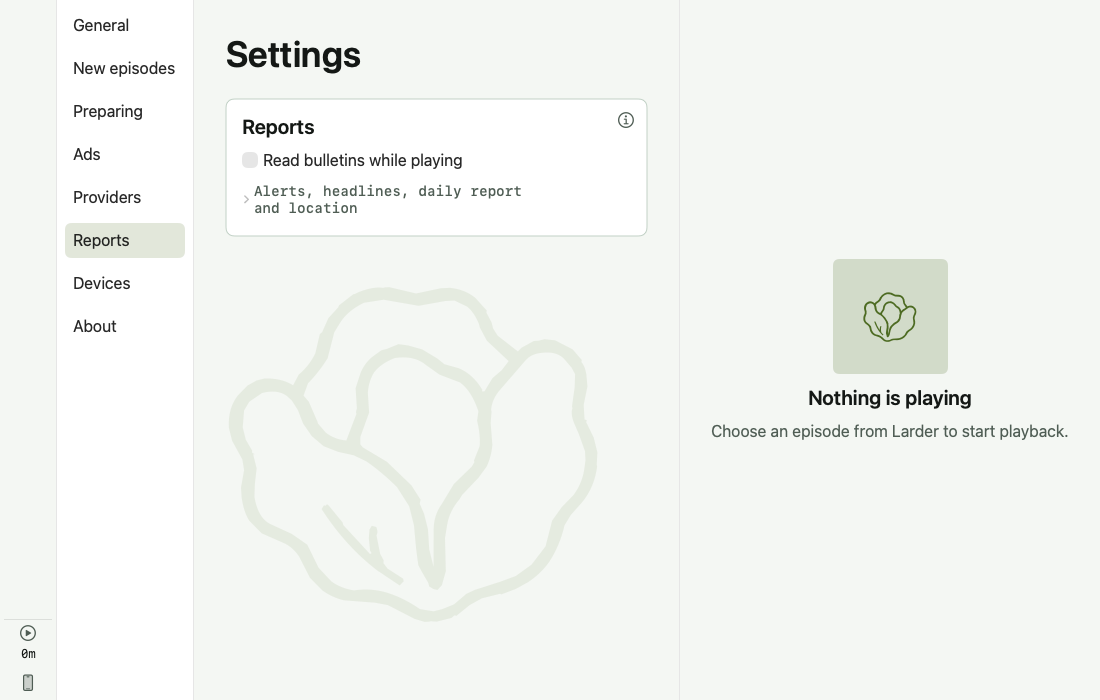 General
New episodes
Preparing
Ads
Providers
Reports
Devices
About
0m
Settings
Reports
Read bulletins while playing
Alerts, headlines, daily report
and location
Nothing is playing
Choose an episode from Larder to start playback.